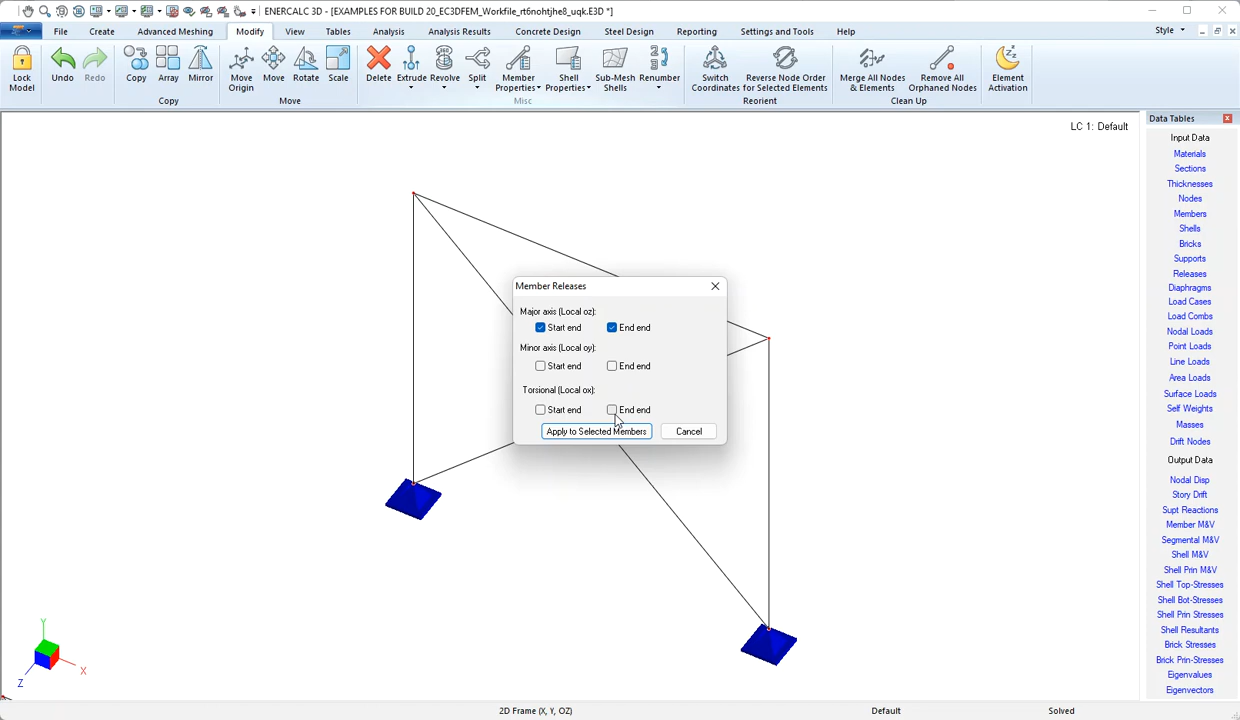 ENERCALC 3D - [EXAMPLES FOR BUILD 20_EC3DFEM_Workfile_rt6nohtjhe8_uqk.E3D *]
File Create Advanced Meshing Modify View Tables Analysis Analysis Results Concrete Design Steel Design Reporting Settings and Tools Help Style
Lock Model
Undo
Redo
Copy
Array
Mirror
Move Origin
Move
Rotate
Scale
Delete
Extrude
Revolve
Split
Member Properties
Shell Properties
Sub-Mesh Shells
Renumber
Switch Coordinates
Reverse Node Order for Selected Elements
Merge All Nodes & Elements
Remove All Orphaned Nodes
Element Activation
Copy Move Misc Reorient Clean Up
LC 1: Default
Member Releases
Major axis (Local oz):
Start end End end
Minor axis (Local oy):
Start end End end
Torsional (Local ox):
Start end End end
Apply to Selected Members Cancel
Y
X
Z
Data Tables
Input Data
Materials
Sections
Thicknesses
Nodes
Members
Shells
Bricks
Supports
Releases
Diaphragms
Load Cases
Load Combs
Nodal Loads
Point Loads
Line Loads
Area Loads
Surface Loads
Self Weights
Masses
Drift Nodes
Output Data
Nodal Disp
Story Drift
Supt Reactions
Member M&V
Segmental M&V
Shell M&V
Shell Prin M&V
Shell Top-Stresses
Shell Bot-Stresses
Shell Prin Stresses
Shell Resultants
Brick Stresses
Brick Prin-Stresses
Eigenvalues
Eigenvectors
2D Frame (X, Y, OZ) Default Solved